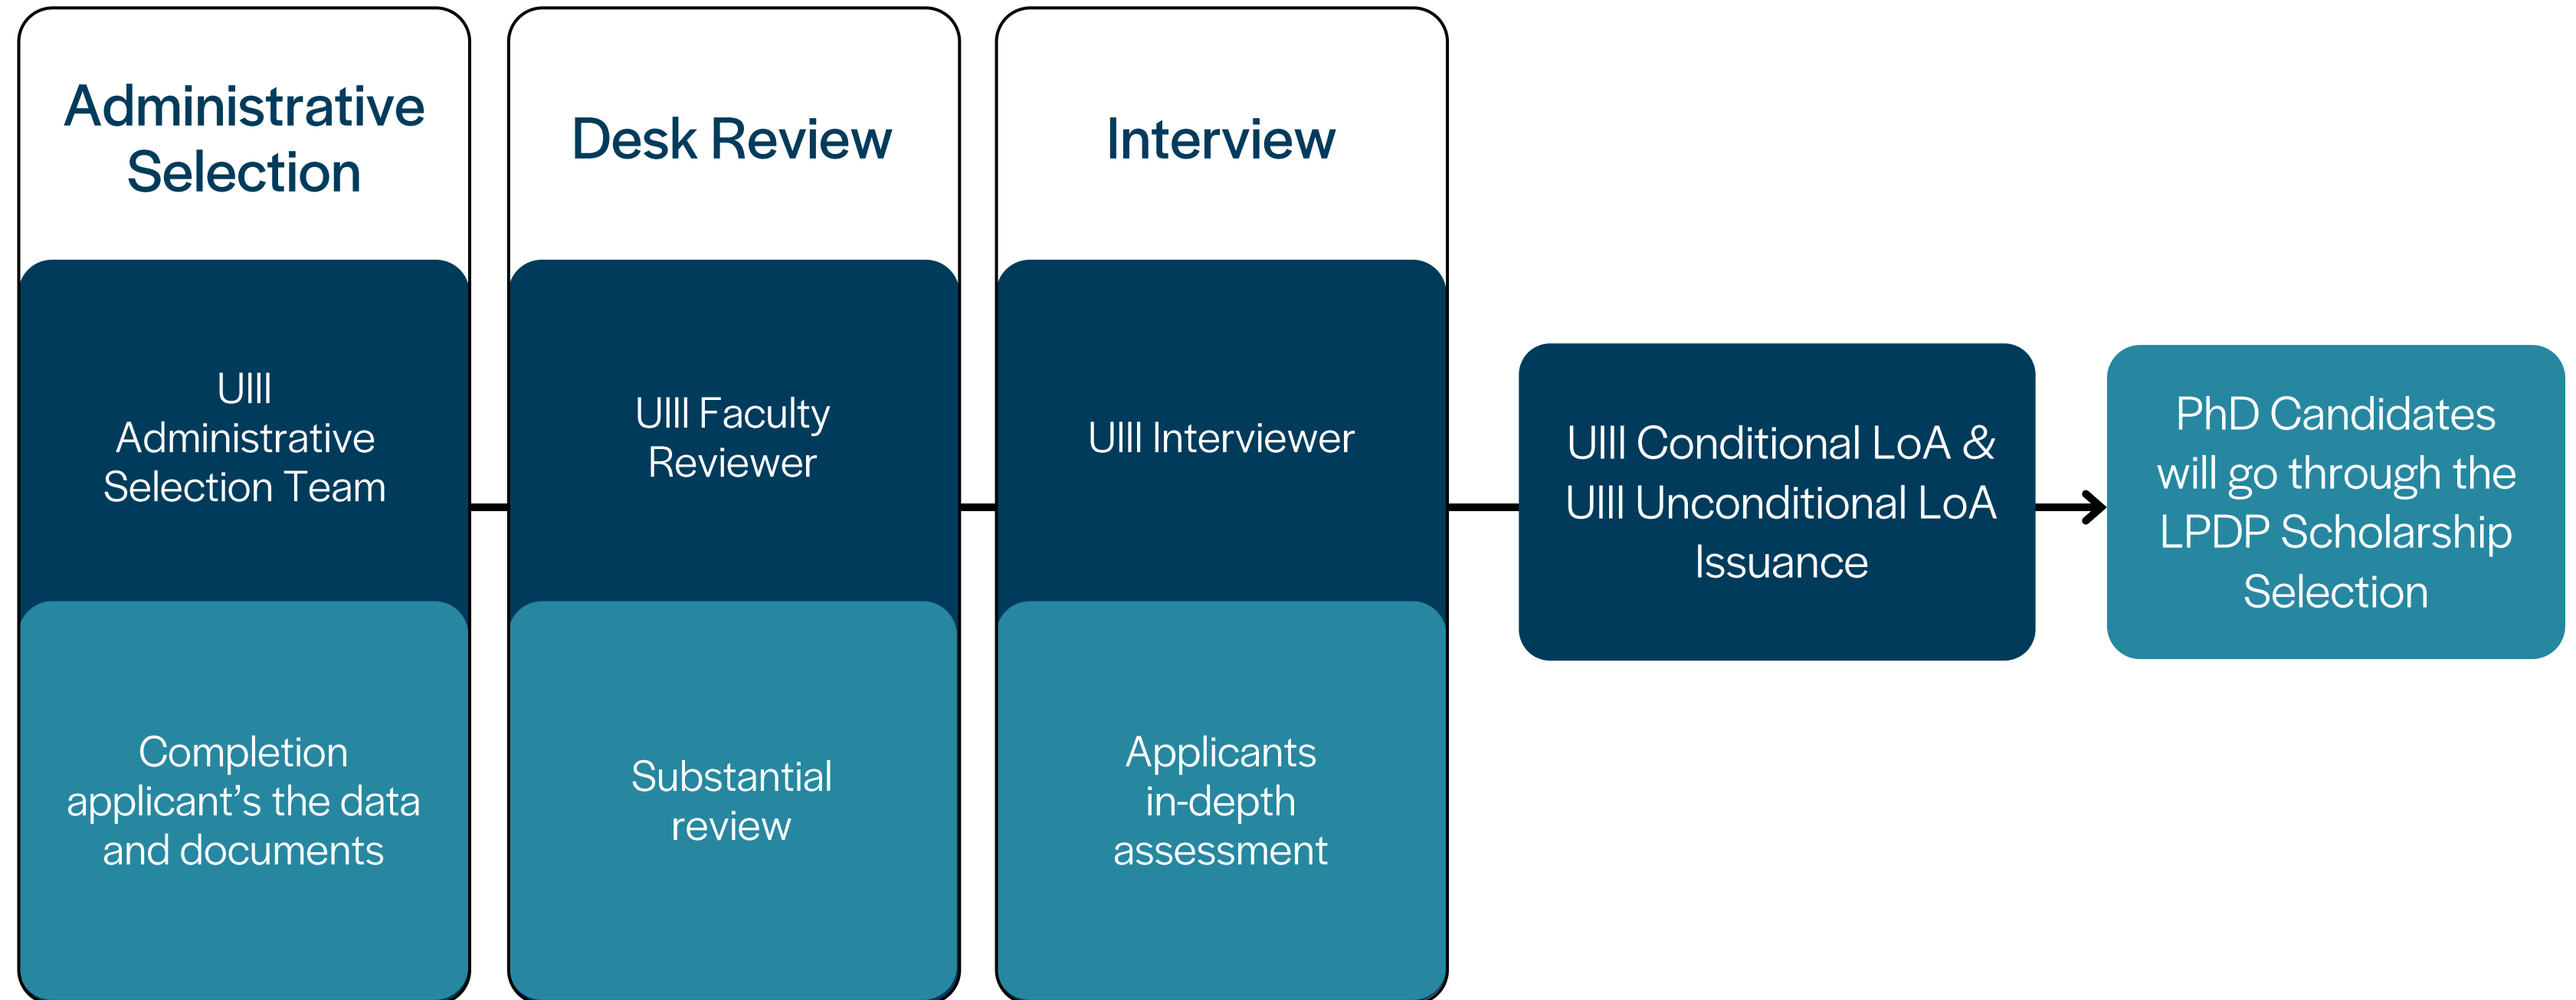 Administrative
Selection
UIII
Administrative
Selection Team
Completion
applicant's the data
and documents
Desk Review
UIII Faculty
Reviewer
Substantial
review
Interview
UIII Interviewer
Applicants
in-depth
assessment
UIII Conditional LoA &
UIII Unconditional LoA
Issuance
PhD Candidates
will go through the
LPDP Scholarship
Selection